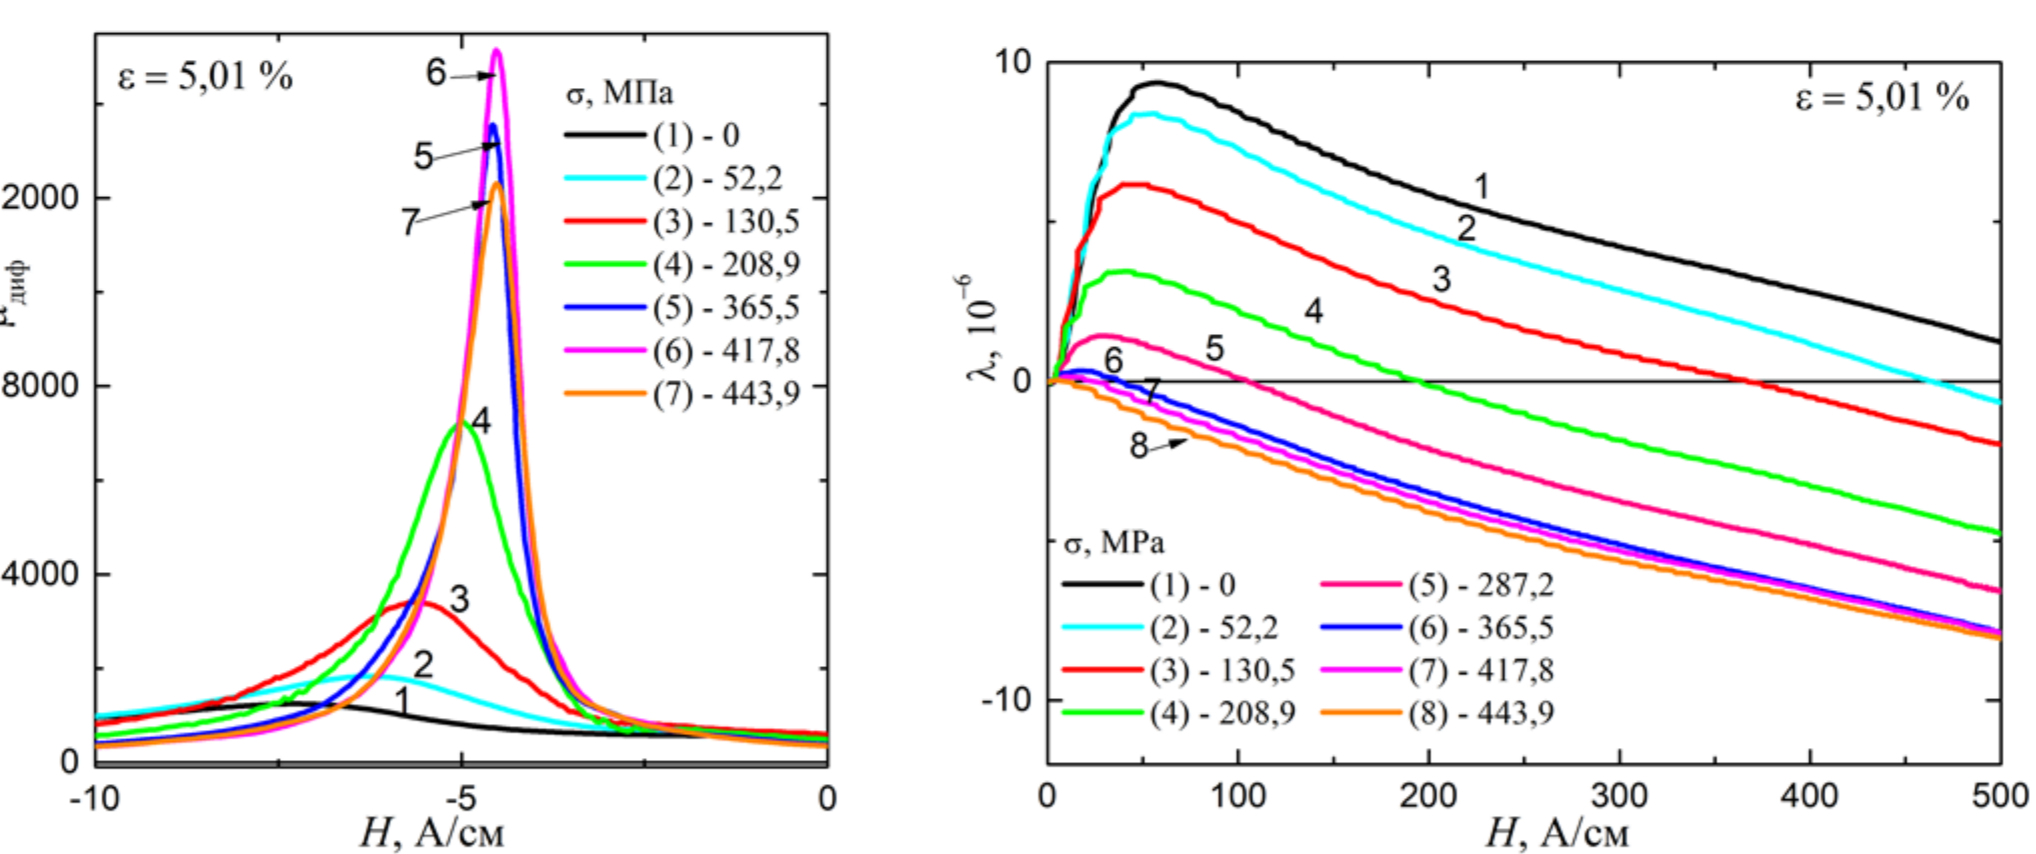 ε = 5,01 %
σ, МПа
(1) - 0
(2) - 52,2
(3) - 130,5
(4) - 208,9
(5) - 365,5
(6) - 417,8
(7) - 443,9
6
5
7
4
3
2
1
2000
8000
4000
0
диф
-10
-5
0
H, А/см
ε = 5,01 %
10
0
-10
λ, 10⁻⁶
1
2
3
4
5
6
7
8
σ, MPa
(1) - 0
(2) - 52,2
(3) - 130,5
(4) - 208,9
(5) - 287,2
(6) - 365,5
(7) - 417,8
(8) - 443,9
0
100
200
300
400
500
H, А/см